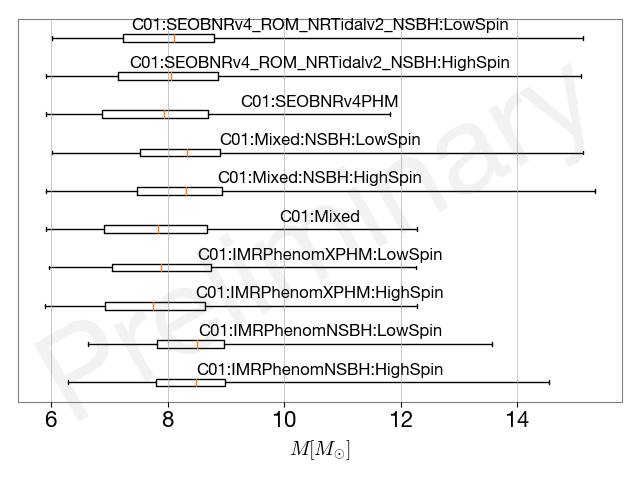 C01:SEOBNRv4_ROM_NRTidalv2_NSBH:LowSpin
C01:SEOBNRv4_ROM_NRTidalv2_NSBH:HighSpin
C01:SEOBNRv4PHM
C01:Mixed:NSBH:LowSpin
C01:Mixed:NSBH:HighSpin
C01:Mixed
C01:IMRPhenomXPHM:LowSpin
C01:IMRPhenomXPHM:HighSpin
C01:IMRPhenomNSBH:LowSpin
C01:IMRPhenomNSBH:HighSpin
Preliminary
6 8 10 12 14
M[M☉]